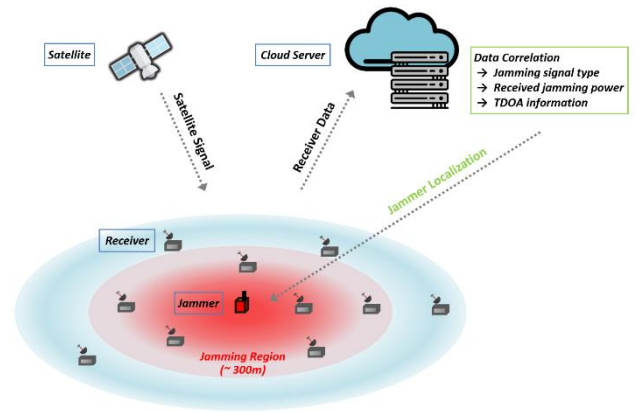 Satellite
Cloud Server
Data Correlation
→ Jamming signal type
→ Received jamming power
→ TDOA information
Satellite Signal
Receiver Data
Jammer Localization
Receiver
Jammer
Jamming Region
(~ 300m)